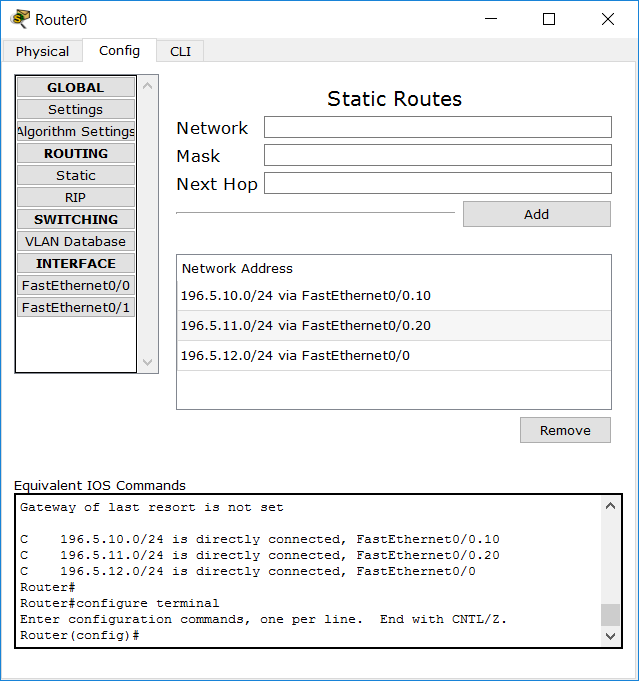 Router0
Physical
Config
CLI
GLOBAL
Settings
Algorithm Settings
ROUTING
Static
RIP
SWITCHING
VLAN Database
INTERFACE
FastEthernet0/0
FastEthernet0/1
Static Routes
Network
Mask
Next Hop
Add
Network Address
196.5.10.0/24 via FastEthernet0/0.10
196.5.11.0/24 via FastEthernet0/0.20
196.5.12.0/24 via FastEthernet0/0
Remove
Equivalent IOS Commands
Gateway of last resort is not set
C    196.5.10.0/24 is directly connected, FastEthernet0/0.10
C    196.5.11.0/24 is directly connected, FastEthernet0/0.20
C    196.5.12.0/24 is directly connected, FastEthernet0/0
Router#
Router#configure terminal
Enter configuration commands, one per line.  End with CNTL/Z.
Router(config)#